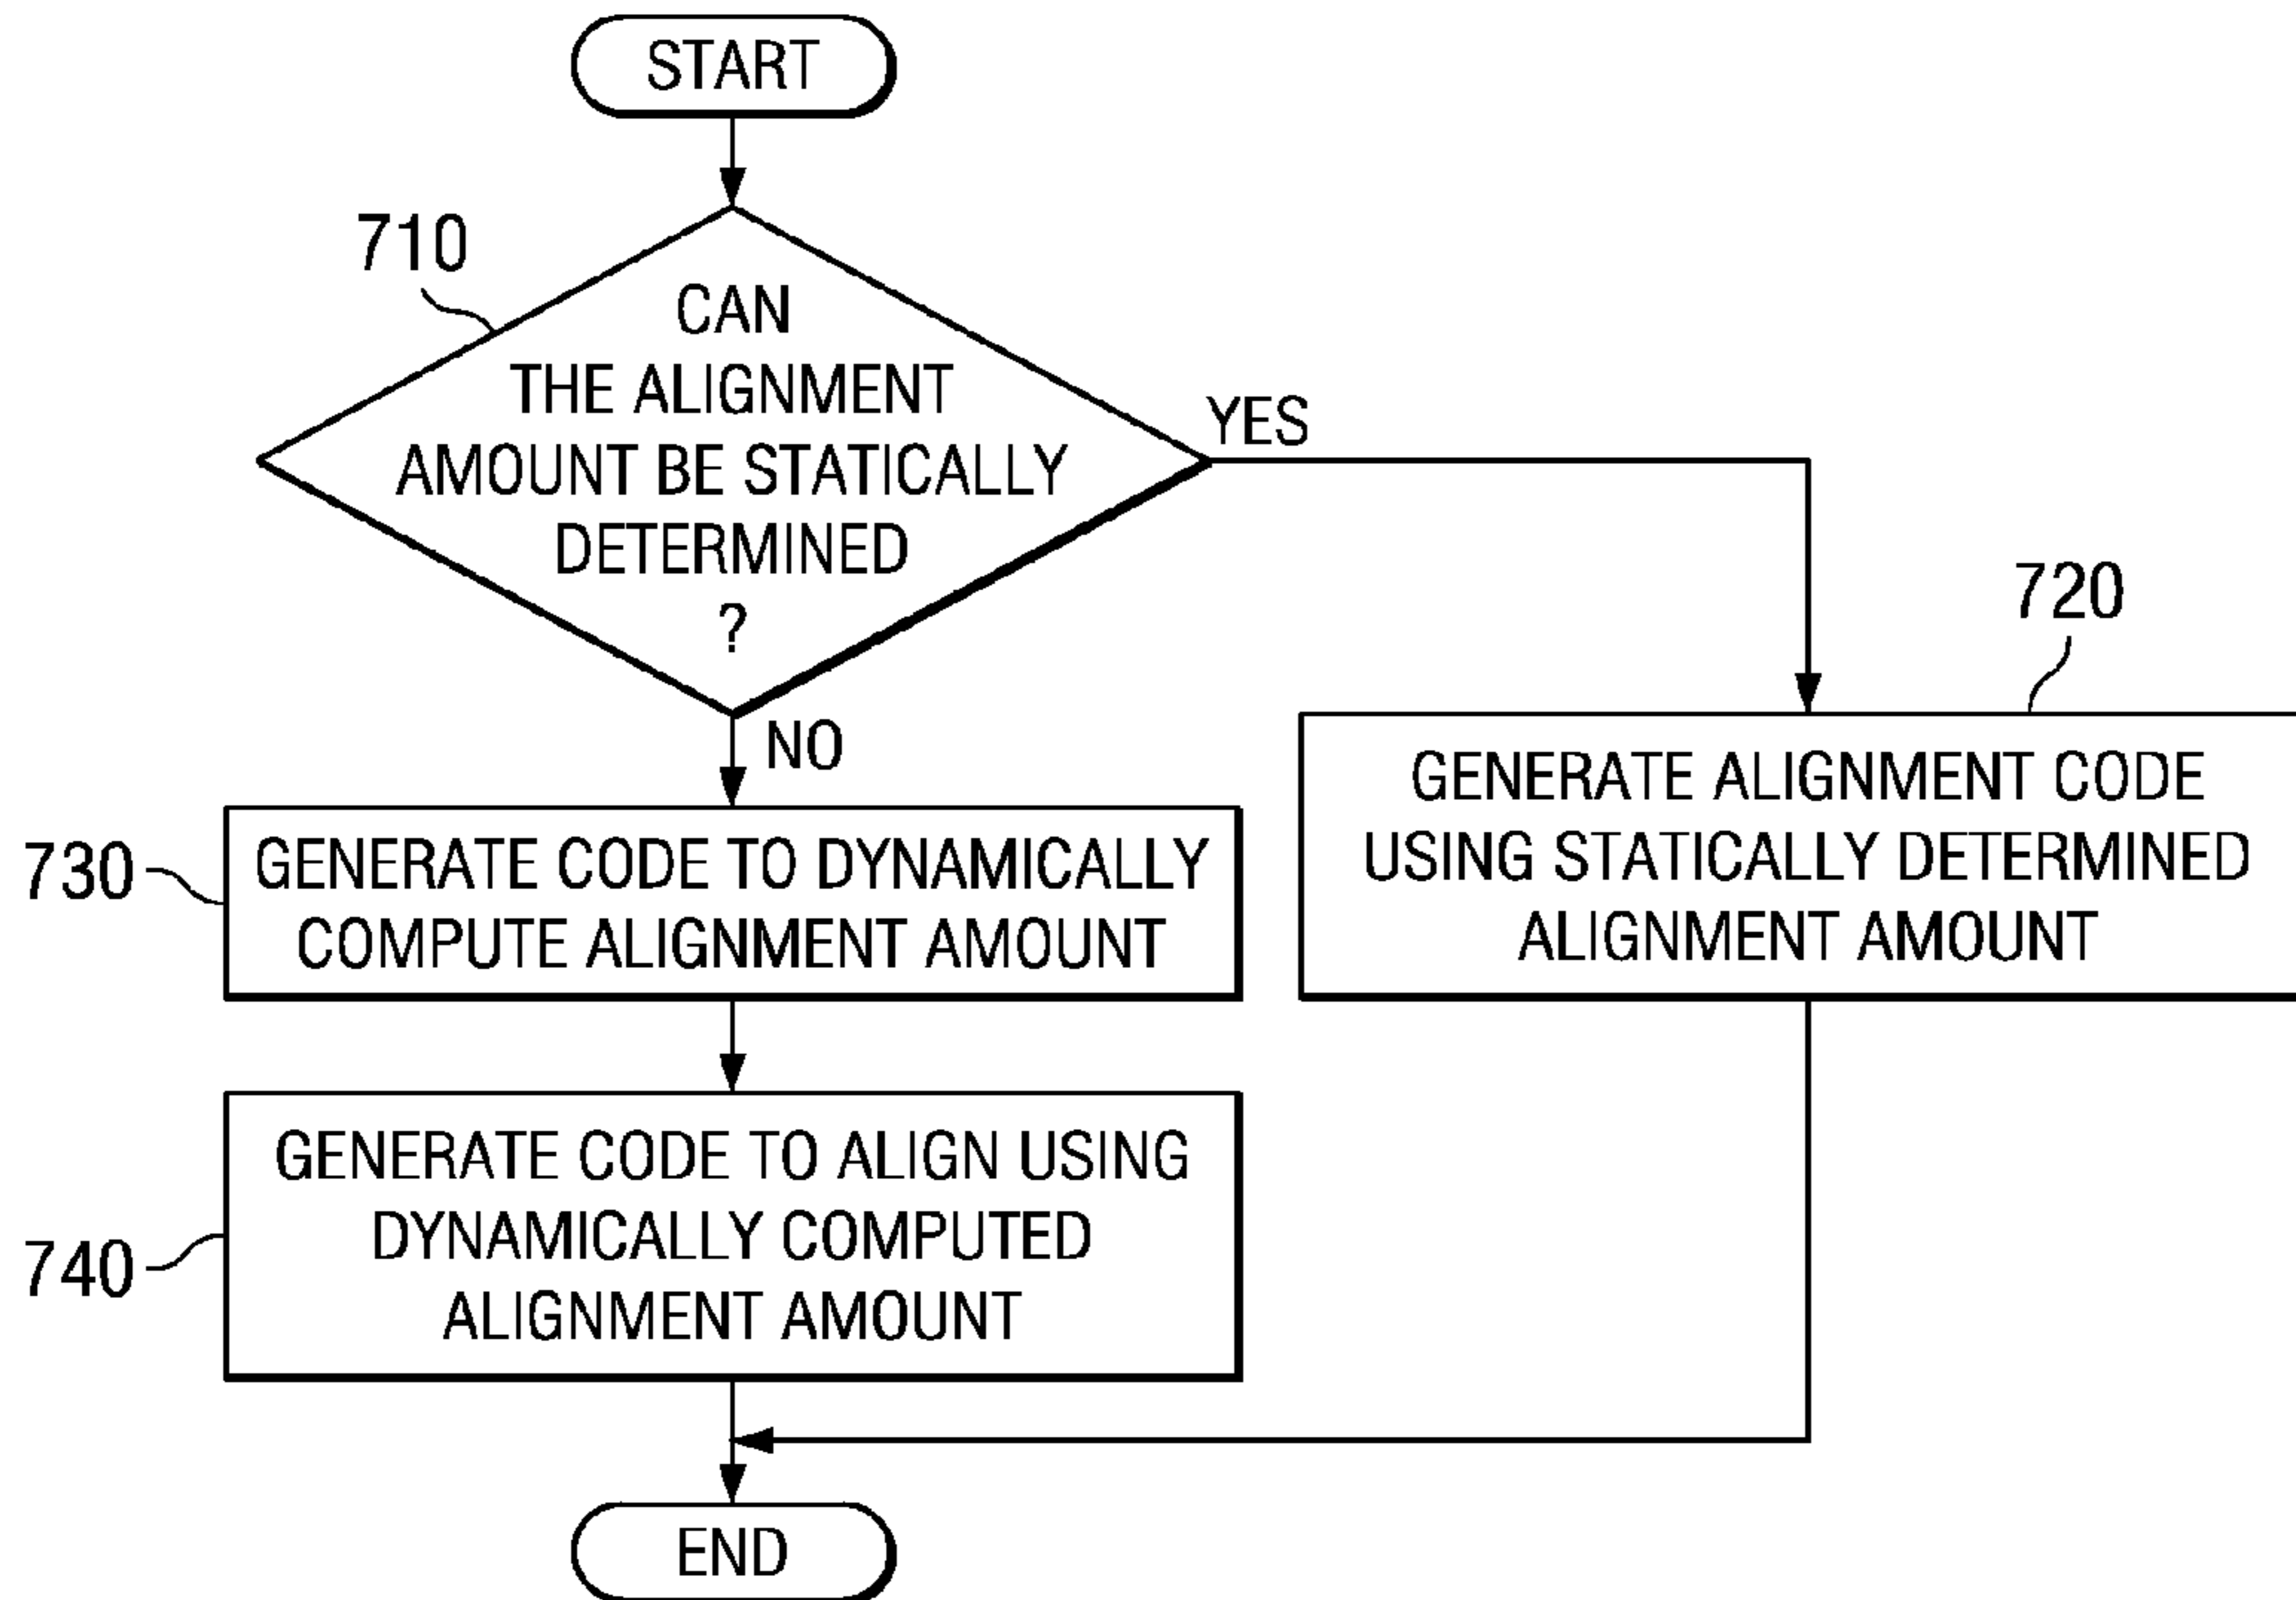 START
710
CAN
THE ALIGNMENT
AMOUNT BE STATICALLY
DETERMINED
?
YES
NO
720
GENERATE ALIGNMENT CODE
USING STATICALLY DETERMINED
ALIGNMENT AMOUNT
730
GENERATE CODE TO DYNAMICALLY
COMPUTE ALIGNMENT AMOUNT
740
GENERATE CODE TO ALIGN USING
DYNAMICALLY COMPUTED
ALIGNMENT AMOUNT
END